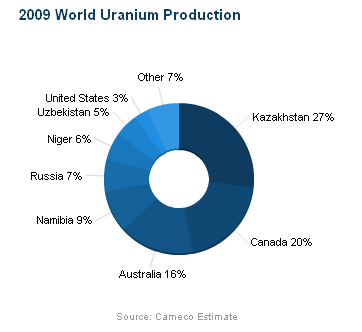 2009 World Uranium Production
Other 7%
United States 3%
Uzbekistan 5%
Kazakhstan 27%
Niger 6%
Russia 7%
Namibia 9%
Canada 20%
Australia 16%
Source: Cameco Estimate